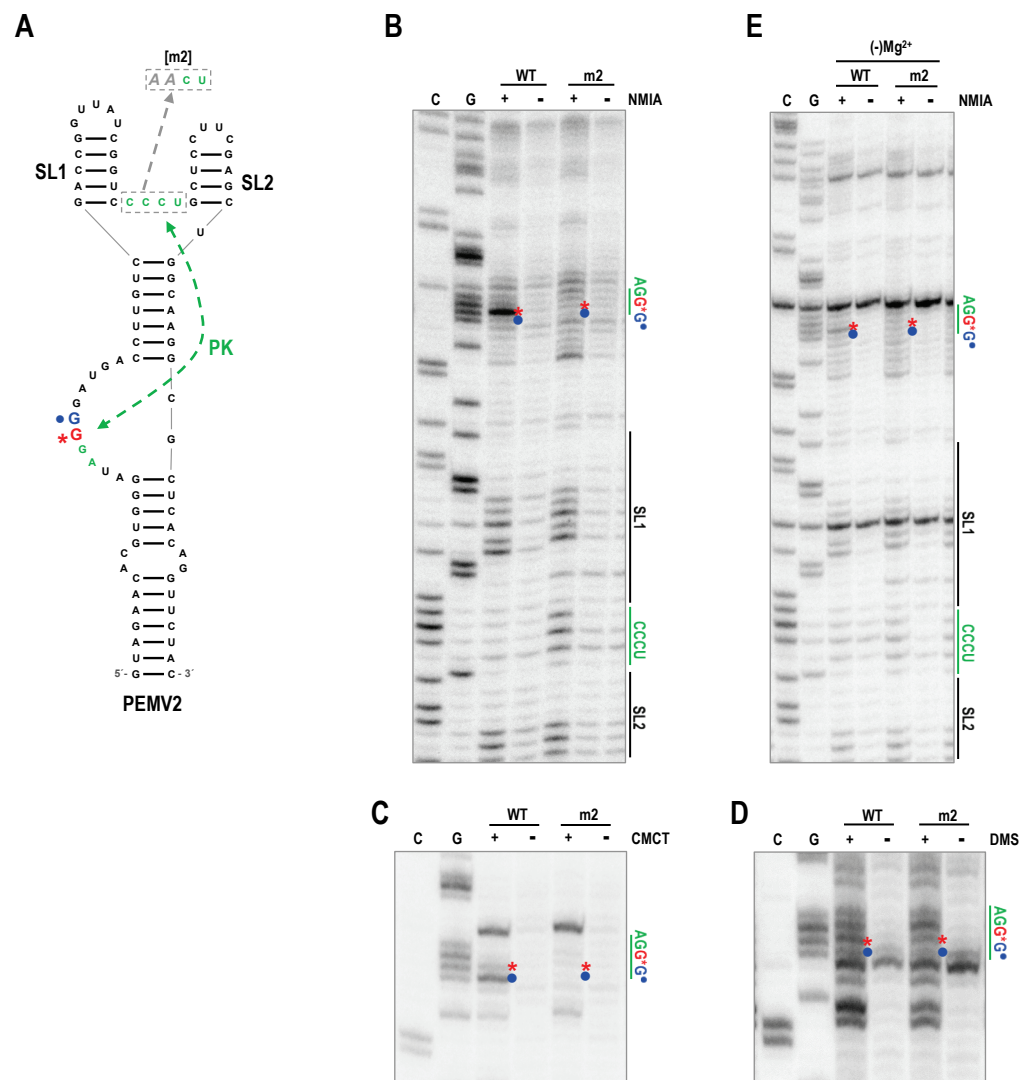 A
[m2]
A A C U
U U
A
G U
G C
C G
C G
A U
G C
SL1
U U
C C
C G
U A
C G
G C
SL2
C C C U
U
C G
U G
G C
U A
U A
C G
C G
PK
A
G
U
A
G
• G
* G
G
A
U
A
C
G
G C
G U
G C
U A
G C
C A
A G
C G
C G
A U
A U
G C
A U
U A
5´- G C - 3´
PEMV2
B
WT m2
C G + - + - NMIA
AGG*G•
SL1
CCCU
SL2
E
(-)Mg2+
WT m2
C G + - + - NMIA
AGG*G•
SL1
CCCU
SL2
C
WT m2
C G + - + - CMCT
AGG*G•
D
WT m2
C G + - + - DMS
AGG*G•